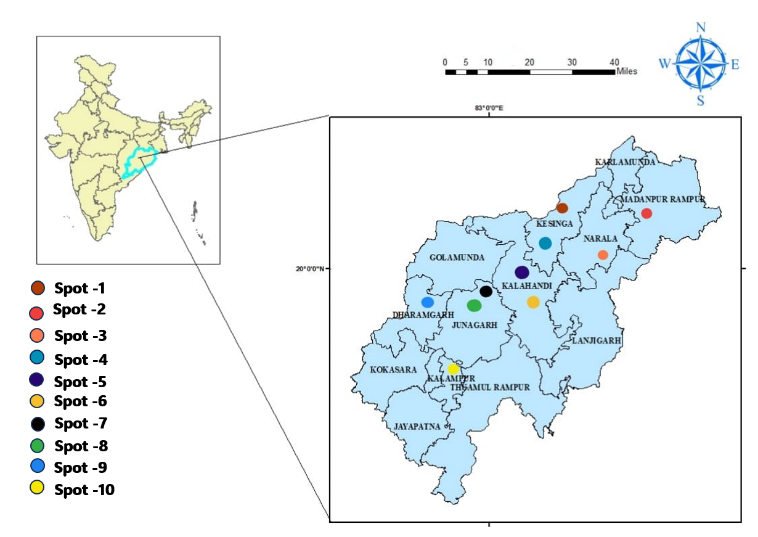 N
W E
S
0 5 10 20 30 40
Miles
83°0'0"E
20°0'0"N
KARLAMUNDA
MADANPUR RAMPUR
KESINGA
NARALA
GOLAMUNDA
KALAHANDI
DHARAMGARH
JUNAGARH
LANJIGARH
KOKASARA
KALAMPUR
THUAMUL RAMPUR
JAYAPATNA
Spot -1
Spot -2
Spot -3
Spot -4
Spot -5
Spot -6
Spot -7
Spot -8
Spot -9
Spot -10